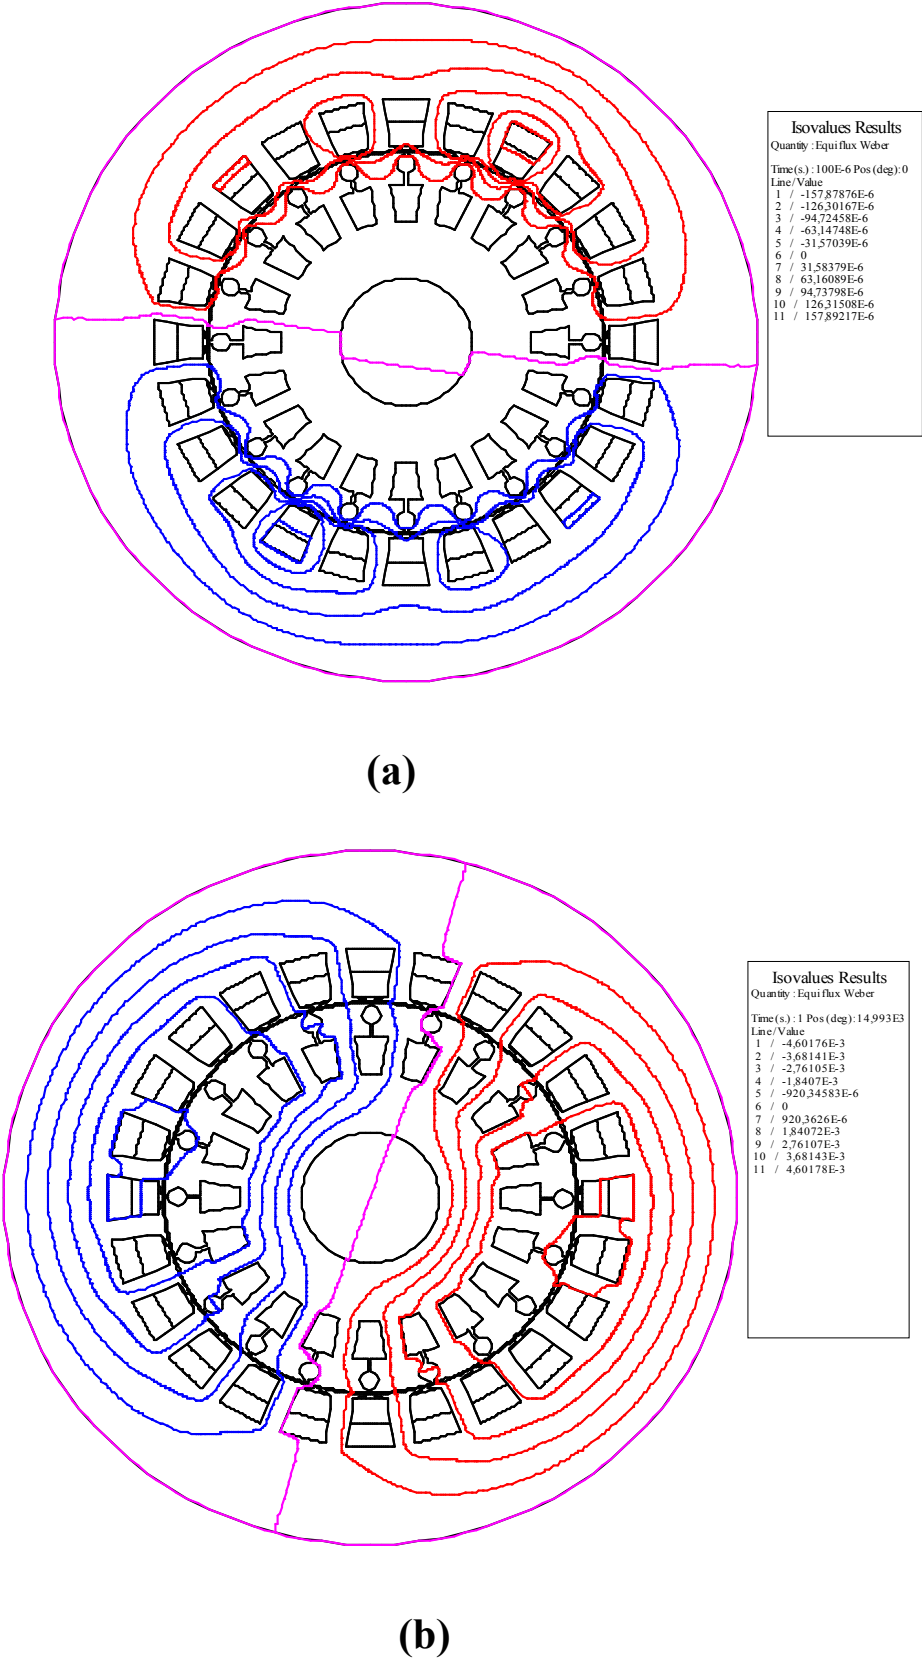 Isovalues Results
Quantity : Equi flux Weber
Time (s.) : 100E-6 Pos (deg): 0
Line / Value
1 / -157,87876E-6
2 / -126,30167E-6
3 / -94,72458E-6
4 / -63,14748E-6
5 / -31,57039E-6
6 / 0
7 / 31,58379E-6
8 / 63,16089E-6
9 / 94,73798E-6
10 / 126,31508E-6
11 / 157,89217E-6
(a)
Isovalues Results
Quantity : Equi flux Weber
Time (s.) : 1 Pos (deg): 14,993E3
Line / Value
1 / -4,60176E-3
2 / -3,68141E-3
3 / -2,76105E-3
4 / -1,8407E-3
5 / -920,34583E-6
6 / 0
7 / 920,3626E-6
8 / 1,84072E-3
9 / 2,76107E-3
10 / 3,68143E-3
11 / 4,60178E-3
(b)